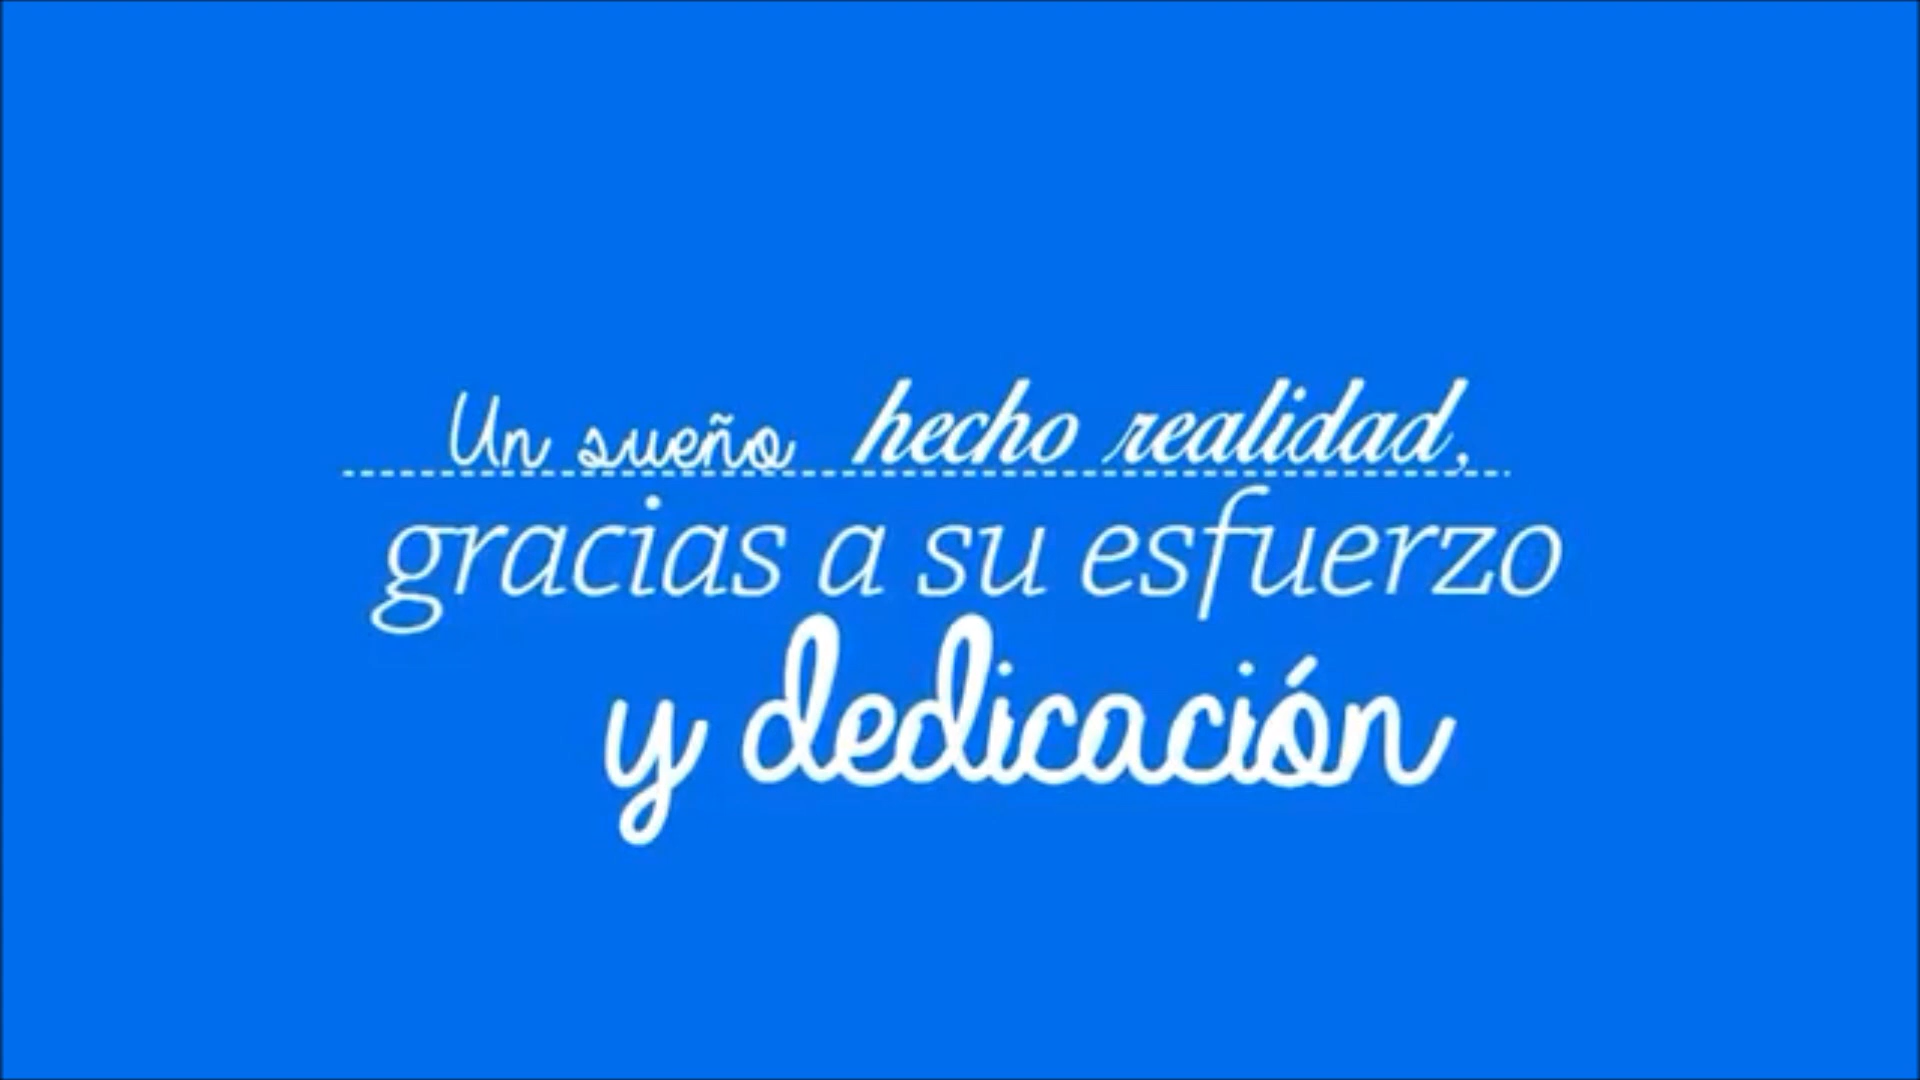 Un sueño hecho realidad,
gracias a su esfuerzo
y dedicación